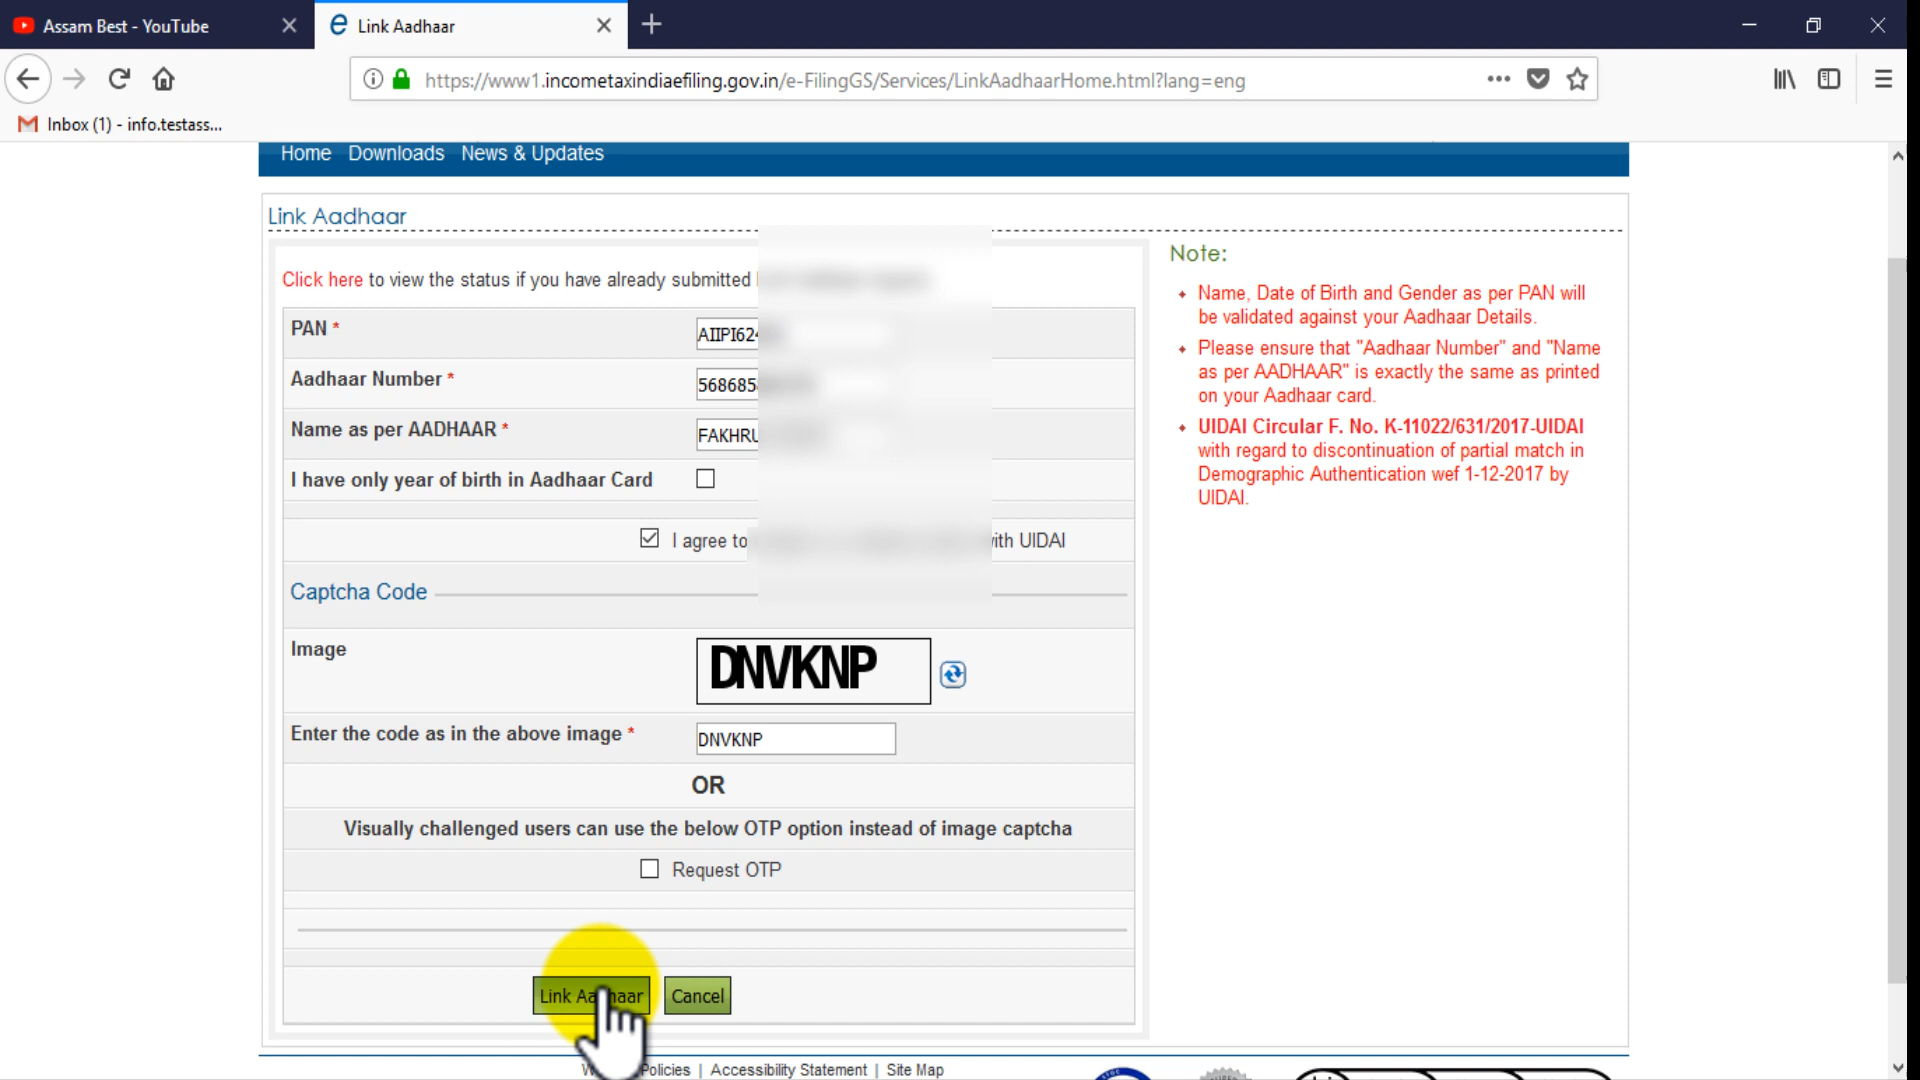 Assam Best - YouTube
Link Aadhaar
https://www1.incometaxindiaefiling.gov.in/e-FilingGS/Services/LinkAadhaarHome.html?lang=eng
Inbox (1) - info.testass...
Home Downloads News & Updates
Link Aadhaar
Click here to view the status if you have already submitted
PAN *
AIIPI62
Aadhaar Number *
568685
Name as per AADHAAR *
FAKHRU
I have only year of birth in Aadhaar Card
I agree to with UIDAI
Captcha Code
Image
DNVKNP
Enter the code as in the above image *
DNVKNP
OR
Visually challenged users can use the below OTP option instead of image captcha
Request OTP
Link Aadhaar Cancel
Note:
Name, Date of Birth and Gender as per PAN will
be validated against your Aadhaar Details.
Please ensure that "Aadhaar Number" and "Name
as per AADHAAR" is exactly the same as printed
on your Aadhaar card.
UIDAI Circular F. No. K-11022/631/2017-UIDAI
with regard to discontinuation of partial match in
Demographic Authentication wef 1-12-2017 by
UIDAI.
Policies | Accessibility Statement | Site Map